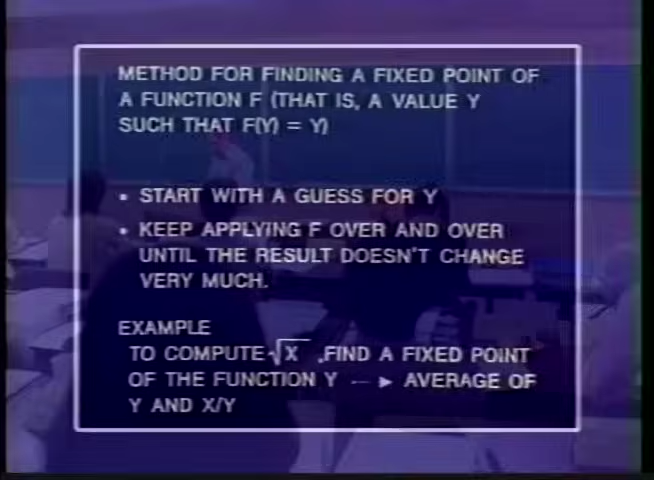 METHOD FOR FINDING A FIXED POINT OF
A FUNCTION F (THAT IS, A VALUE Y
SUCH THAT F(Y) = Y)
• START WITH A GUESS FOR Y
• KEEP APPLYING F OVER AND OVER
UNTIL THE RESULT DOESN'T CHANGE
VERY MUCH.
EXAMPLE
TO COMPUTE √X ,FIND A FIXED POINT
OF THE FUNCTION Y --► AVERAGE OF
Y AND X/Y